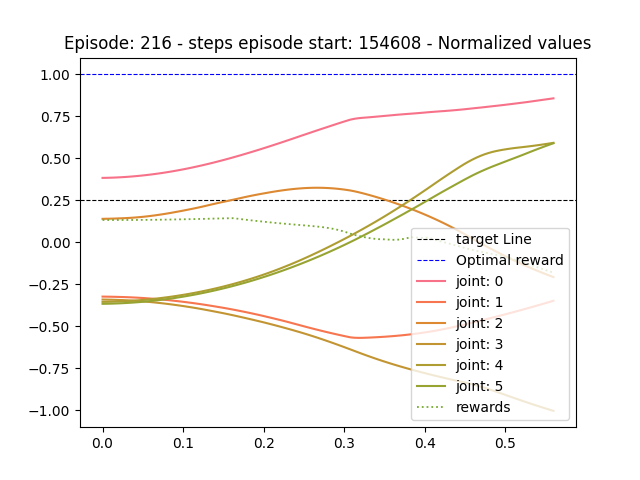 Episode: 216 - steps episode start: 154608 - Normalized values
1.00
0.75
0.50
0.25
0.00
−0.25
−0.50
−0.75
−1.00
target Line
Optimal reward
joint: 0
joint: 1
joint: 2
joint: 3
joint: 4
joint: 5
rewards
0.0 0.1 0.2 0.3 0.4 0.5